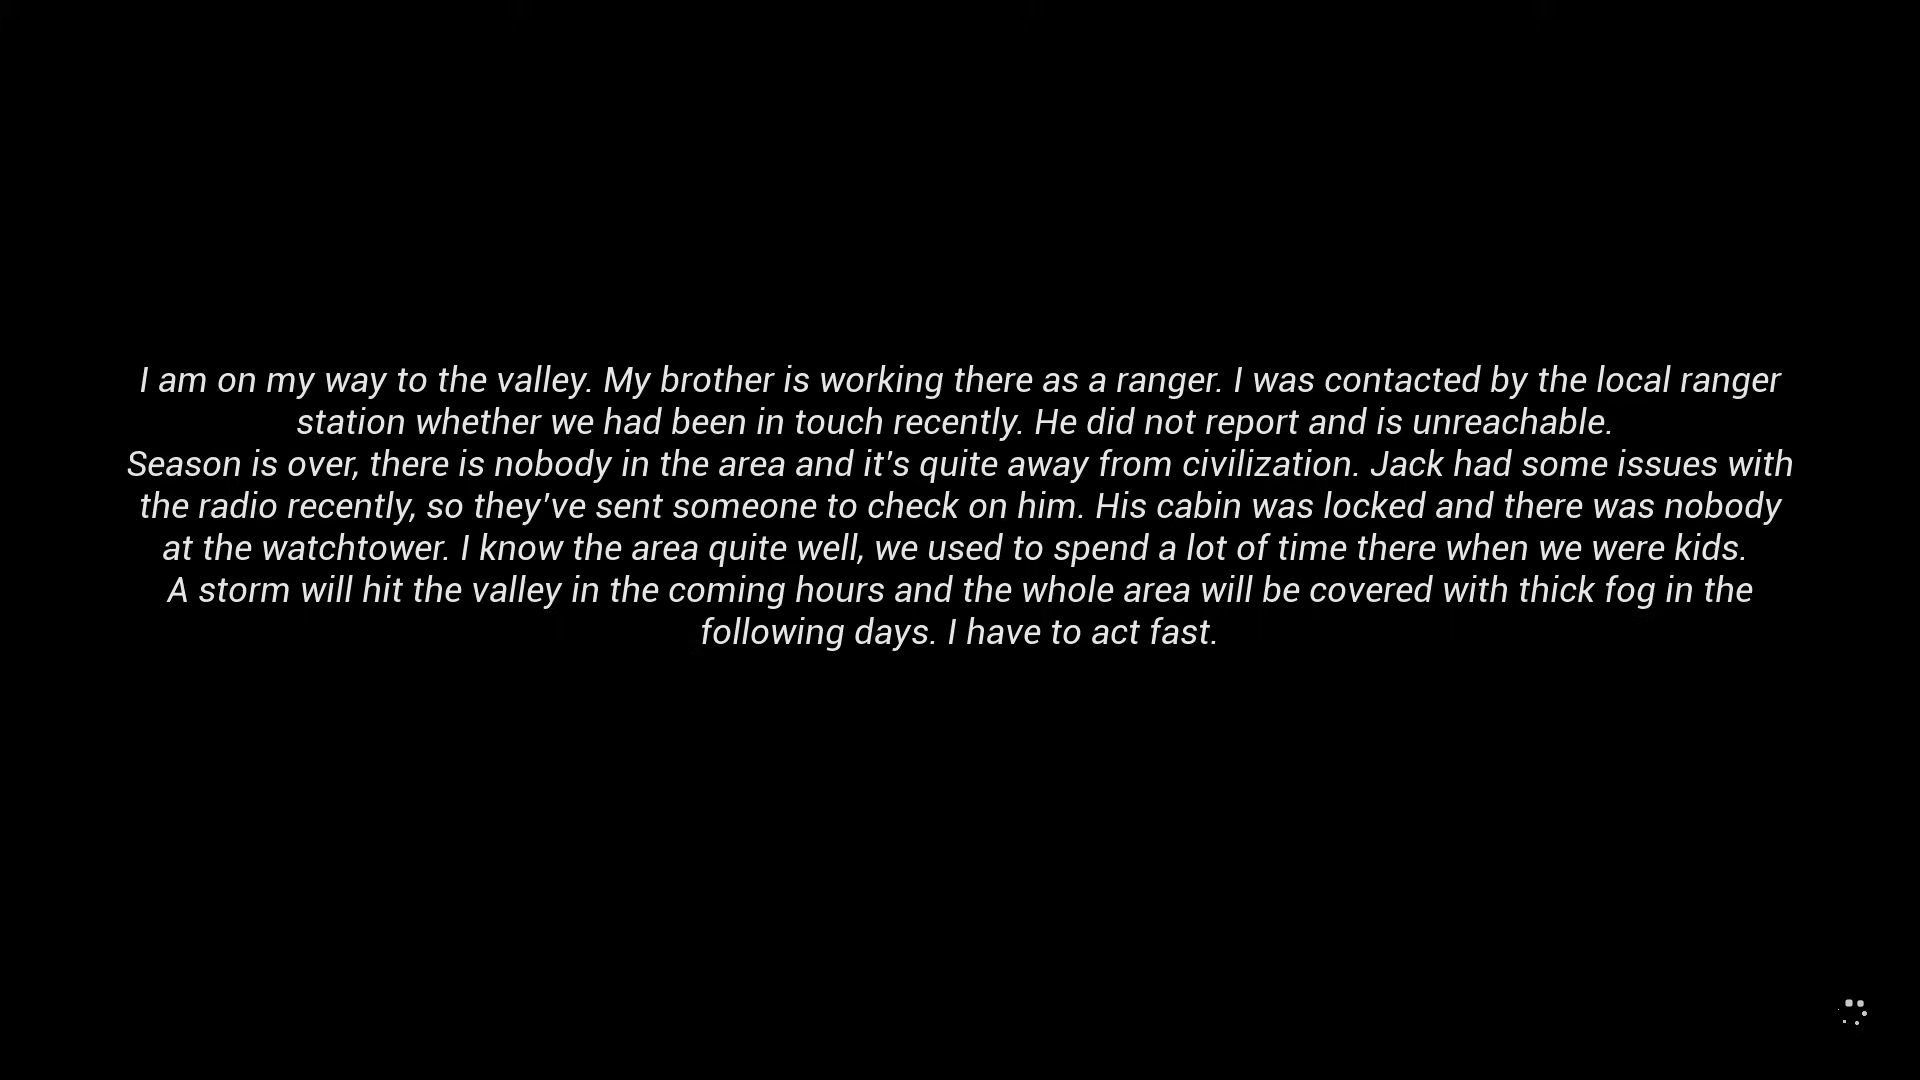 I am on my way to the valley. My brother is working there as a ranger. I was contacted by the local ranger
station whether we had been in touch recently. He did not report and is unreachable.
Season is over, there is nobody in the area and it's quite away from civilization. Jack had some issues with
the radio recently, so they've sent someone to check on him. His cabin was locked and there was nobody
at the watchtower. I know the area quite well, we used to spend a lot of time there when we were kids.
A storm will hit the valley in the coming hours and the whole area will be covered with thick fog in the
following days. I have to act fast.